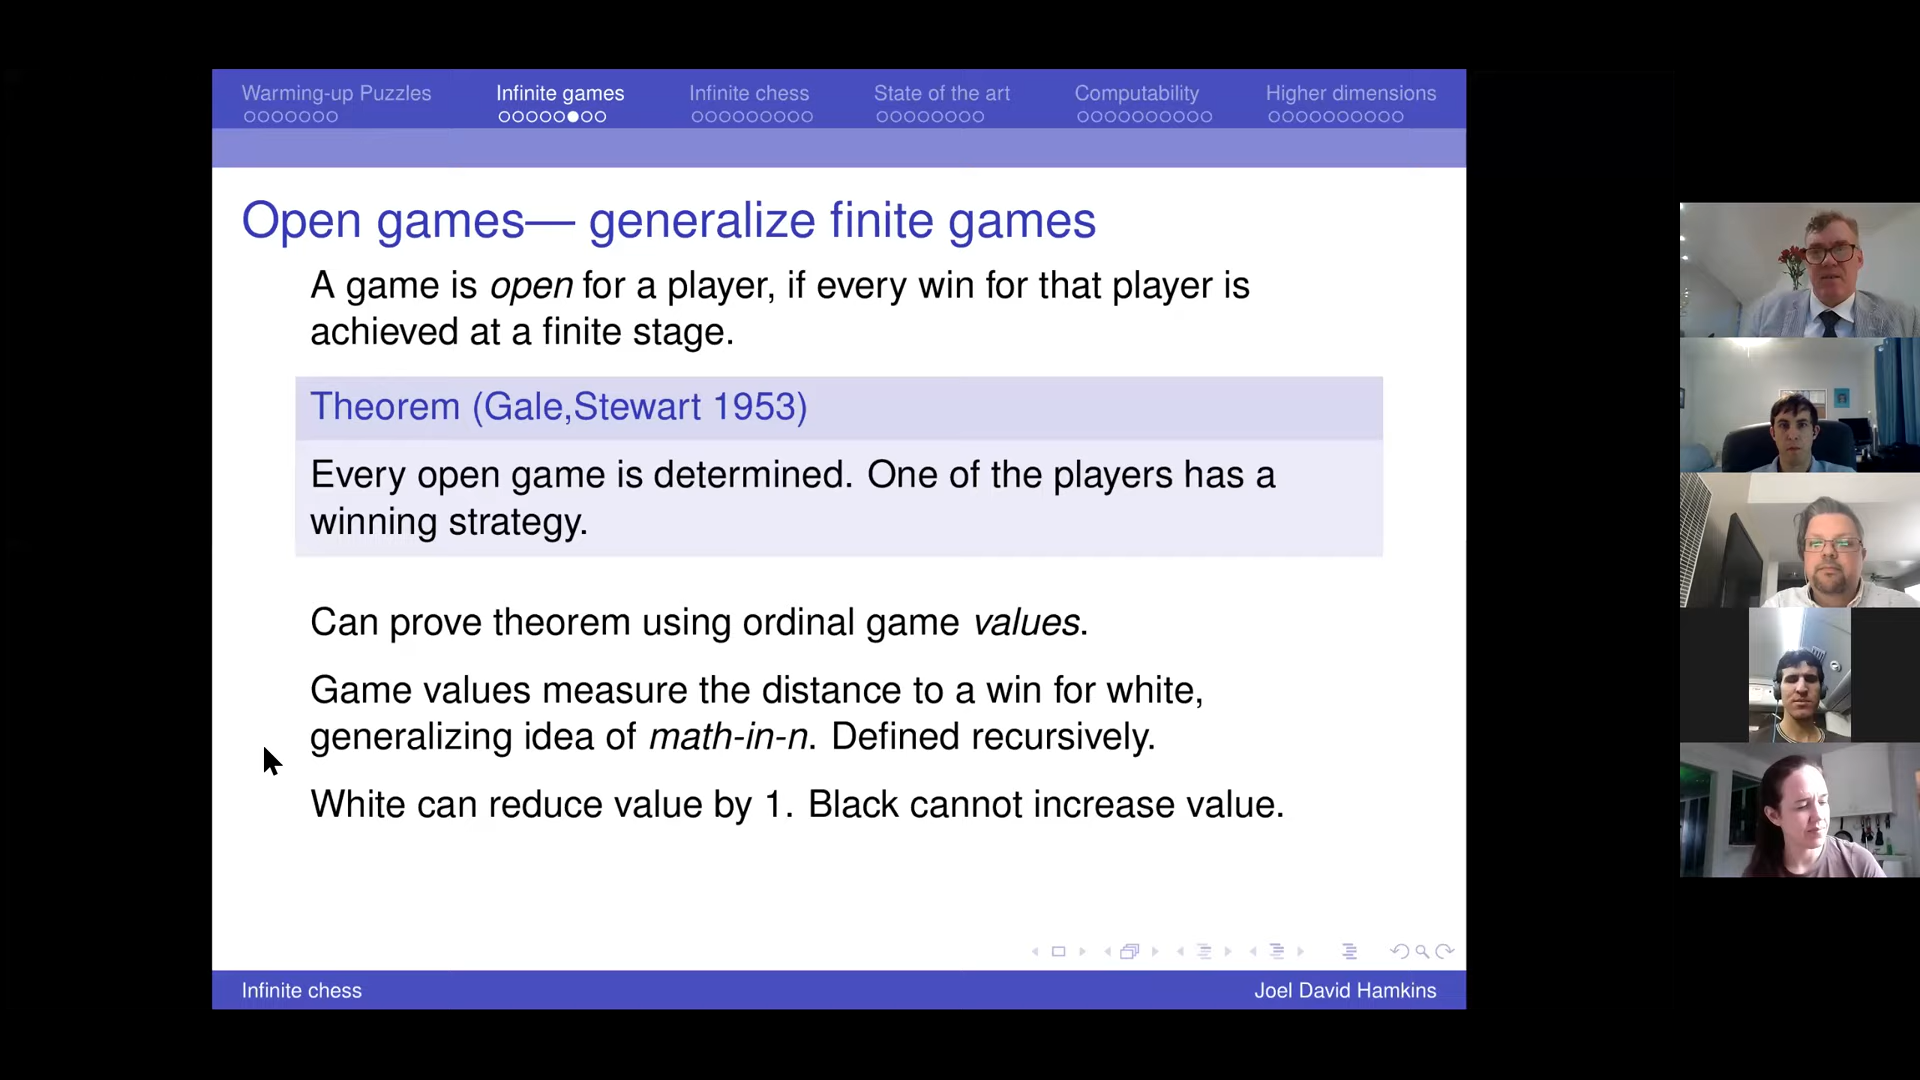 Warming-up Puzzles Infinite games Infinite chess State of the art Computability Higher dimensions
Open games— generalize finite games
A game is open for a player, if every win for that player is
achieved at a finite stage.
Theorem (Gale,Stewart 1953)
Every open game is determined. One of the players has a
winning strategy.
Can prove theorem using ordinal game values.
Game values measure the distance to a win for white,
generalizing idea of math-in-n. Defined recursively.
White can reduce value by 1. Black cannot increase value.
Infinite chess Joel David Hamkins